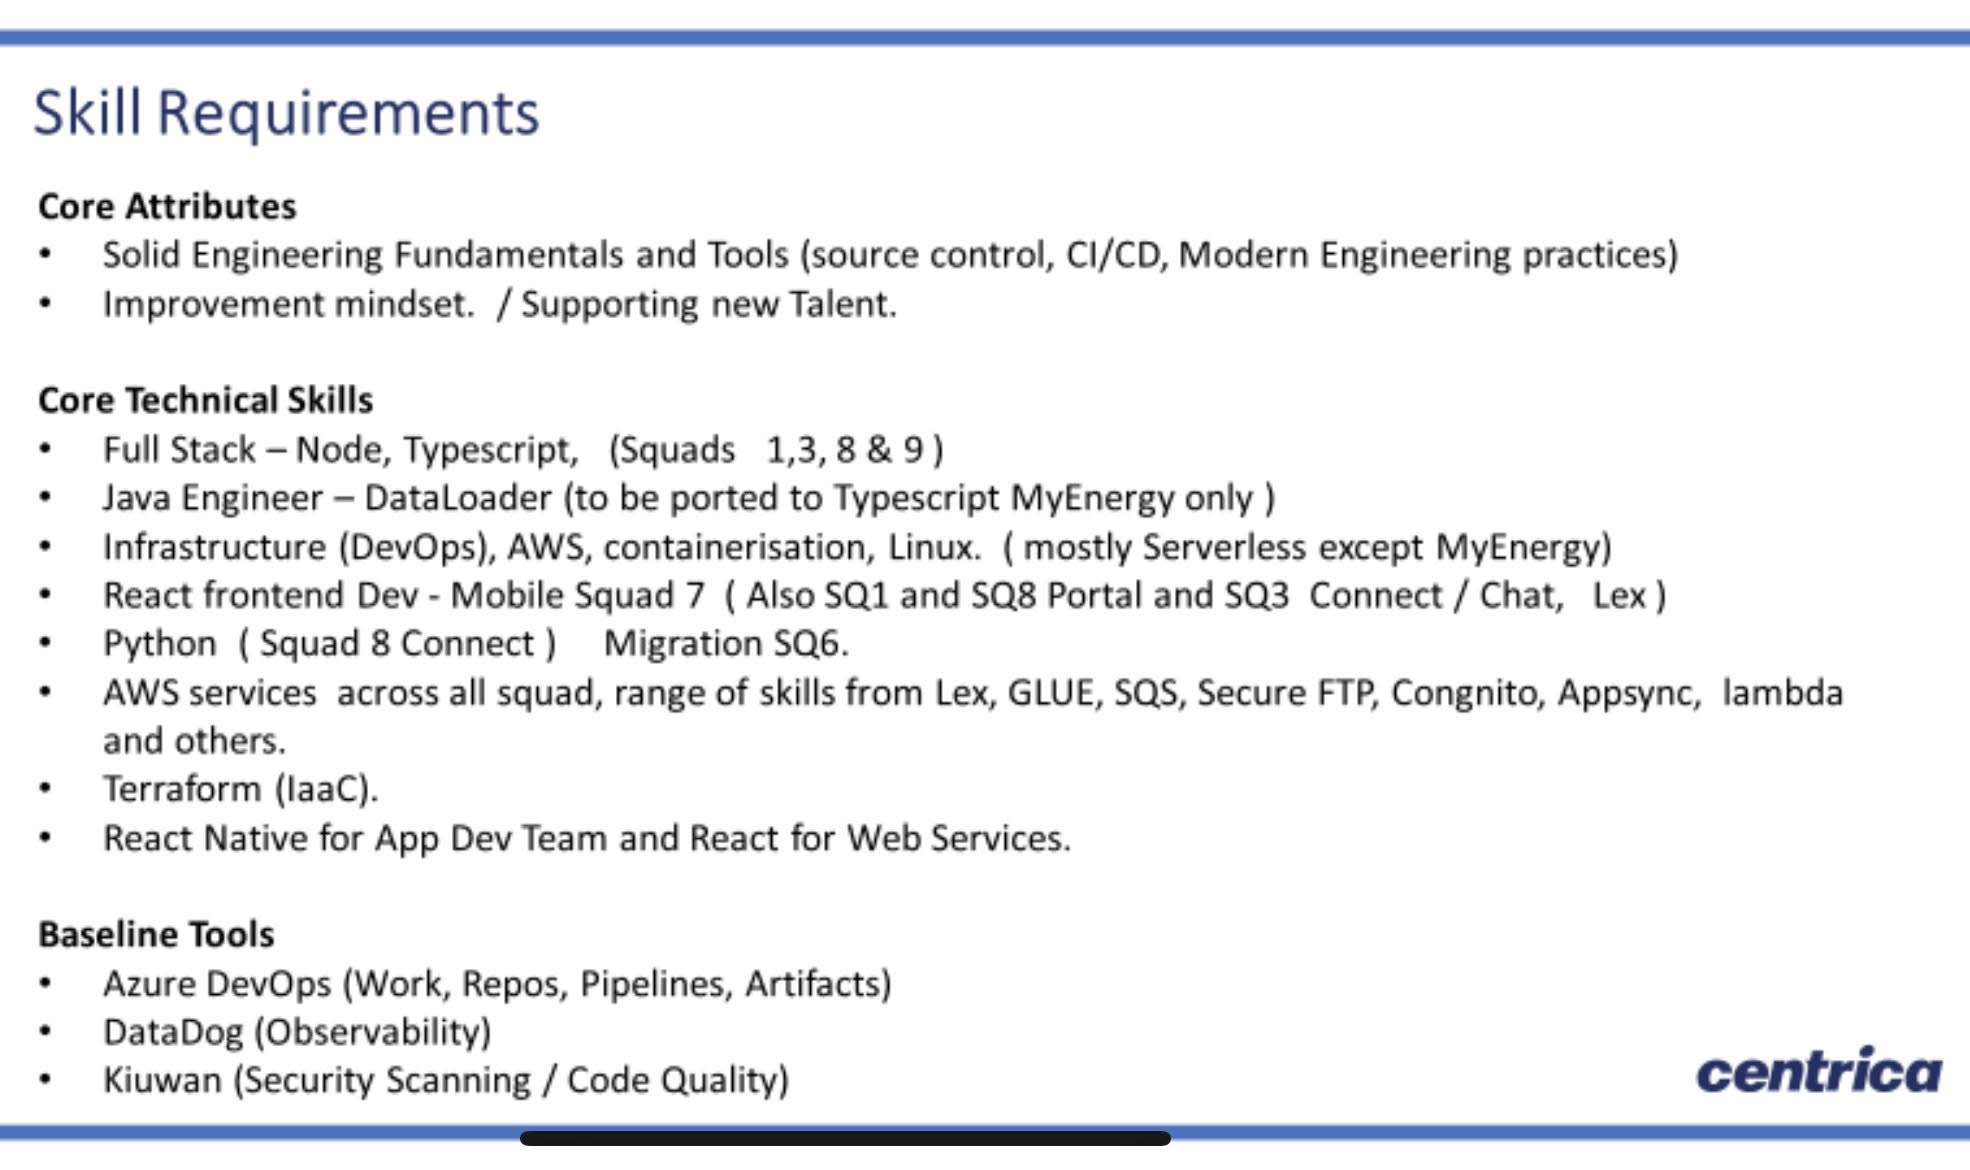 Skill Requirements
Core Attributes
• Solid Engineering Fundamentals and Tools (source control, CI/CD, Modern Engineering practices)
• Improvement mindset.  / Supporting new Talent.
Core Technical Skills
• Full Stack – Node, Typescript,   (Squads   1,3, 8 & 9 )
• Java Engineer – DataLoader (to be ported to Typescript MyEnergy only )
• Infrastructure (DevOps), AWS, containerisation, Linux.  ( mostly Serverless except MyEnergy)
• React frontend Dev - Mobile Squad 7  ( Also SQ1 and SQ8 Portal and SQ3  Connect / Chat,   Lex )
• Python  ( Squad 8 Connect )    Migration SQ6.
• AWS services  across all squad, range of skills from Lex, GLUE, SQS, Secure FTP, Congnito, Appsync,  lambda
and others.
• Terraform (IaaC).
• React Native for App Dev Team and React for Web Services.
Baseline Tools
• Azure DevOps (Work, Repos, Pipelines, Artifacts)
• DataDog (Observability)
• Kiuwan (Security Scanning / Code Quality)
centrica